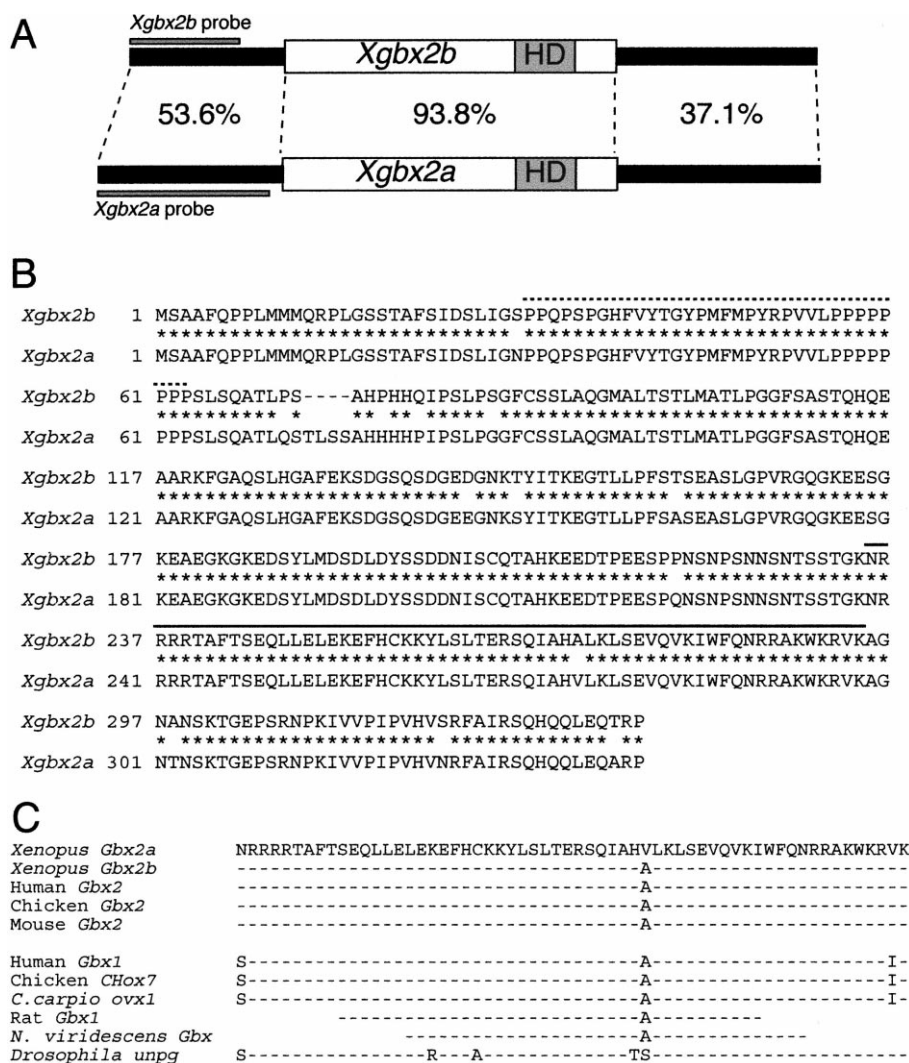 A
Xgbx2b probe
Xgbx2b HD
53.6% 93.8% 37.1%
Xgbx2a HD
Xgbx2a probe
B
Xgbx2b 1 MSAAFQPPLMMMQRPLGSSTAFSIDSLIGSPPQPSPGHFVYTGYPMFMPYRPVVLPPPPP
************************************************************
Xgbx2a 1 MSAAFQPPLMMMQRPLGSSTAFSIDSLIGNPPQPSPGHFVYTGYPMFMPYRPVVLPPPPP
Xgbx2b 61 PPPSLSQATLPS----AHPHHQIPSLPSGFCSSLAQGMALTSTLMATLPGGFSASTQHQE
********** * ** ** ***** ********************************
Xgbx2a 61 PPPSLSQATLQSTLSSAHHHHPIPSLPGGFCSSLAQGMALTSTLMATLPGGFSASTQHQE
Xgbx2b 117 AARKFGAQSLHGAFEKSDGSQSDGEDGNKTYITKEGTLLPFSTSEASLGPVRGQGKEESG
************************* *** ************ *****************
Xgbx2a 121 AARKFGAQSLHGAFEKSDGSQSDGEEGNKSYITKEGTLLPFSASEASLGPVRGQGKEESG
Xgbx2b 177 KEAEGKGKEDSYLMDSDLDYSSDDNISCQTAHKEEDTPEESPPNSNPSNNSNTSSTGKNR
****************************************** *****************
Xgbx2a 181 KEAEGKGKEDSYLMDSDLDYSSDDNISCQTAHKEEDTPEESPQNSNPSNNSNTSSTGKNR
Xgbx2b 237 RRRTAFTSEQLLELEKEFHCKKYLSLTERSQIAHALKLSEVQVKIWFQNRRAKWKRVKAG
********************************** *************************
Xgbx2a 241 RRRTAFTSEQLLELEKEFHCKKYLSLTERSQIAHVLKLSEVQVKIWFQNRRAKWKRVKAG
Xgbx2b 297 NANSKTGEPSRNPKIVVPIPVHVSRFAIRSQHQQLEQTRP
* ********************* ************* **
Xgbx2a 301 NTNSKTGEPSRNPKIVVPIPVHVNRFAIRSQHQQLEQARP
C
Xenopus Gbx2a NRRRRTAFTSEQLLELEKEFHCKKYLSLTERSQIAHVLKLSEVQVKIWFQNRRAKWKRVK
Xenopus Gbx2b ------------------------------------A-----------------------
Human Gbx2 ------------------------------------A-----------------------
Chicken Gbx2 ------------------------------------A-----------------------
Mouse Gbx2 ------------------------------------A-----------------------
Human Gbx1 S-----------------------------------A---------------------I-
Chicken CHox7 S-----------------------------------A---------------------I-
C.carpio ovx1 S-----------------------------------A---------------------I-
Rat Gbx1 ---------------------------A----------
N. viridescens Gbx ---------------------A--------------
Drosophila unpg S----------------R---A-------------TS-----------------------